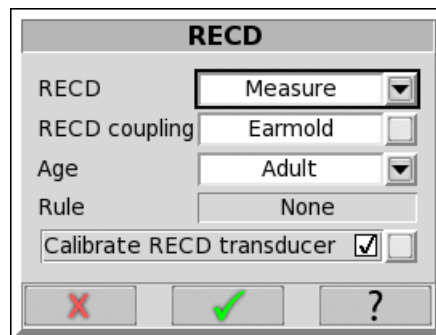 RECD
RECD Measure
RECD coupling Earmold
Age Adult
Rule None
Calibrate RECD transducer
?